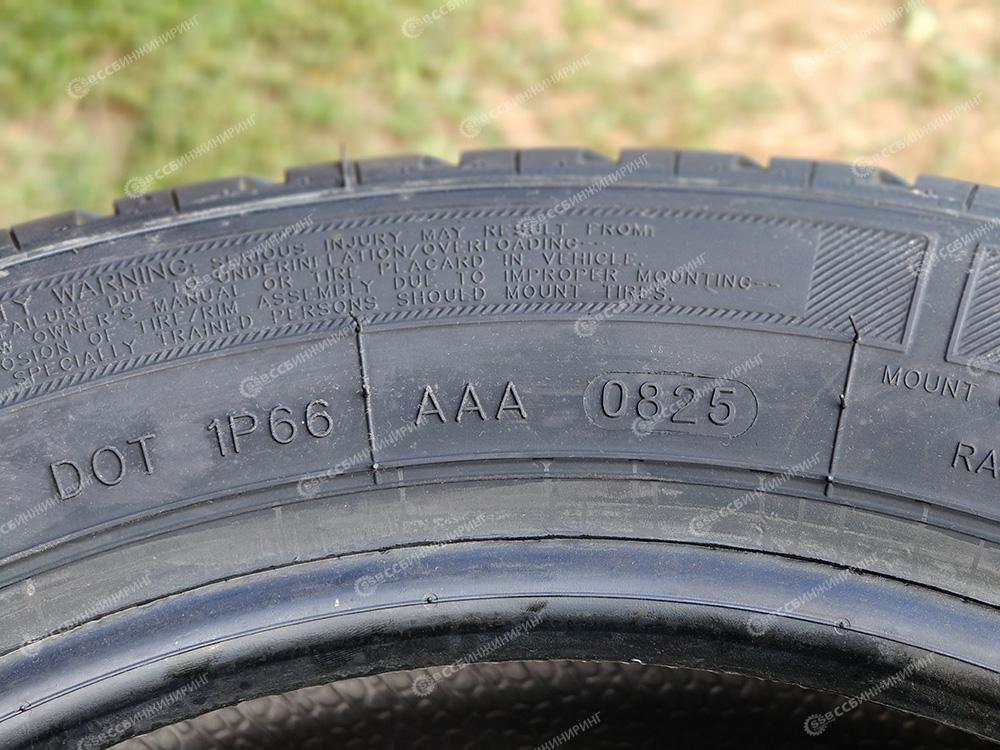 TY WARNING: SERIOUS INJURY MAY RESULT FROM:
FAILURE DUE TO UNDERINFLATION/OVERLOADING--
OWNER'S MANUAL OR TIRE PLACARD IN VEHICLE.
OSION OF TIRE/RIM ASSEMBLY DUE TO IMPROPER MOUNTING--
SPECIALLY TRAINED PERSONS SHOULD MOUNT TIRES.
DOT 1P66 AAA 0825
MOUNT
RA
ВССБИНЖИНИРИНГ